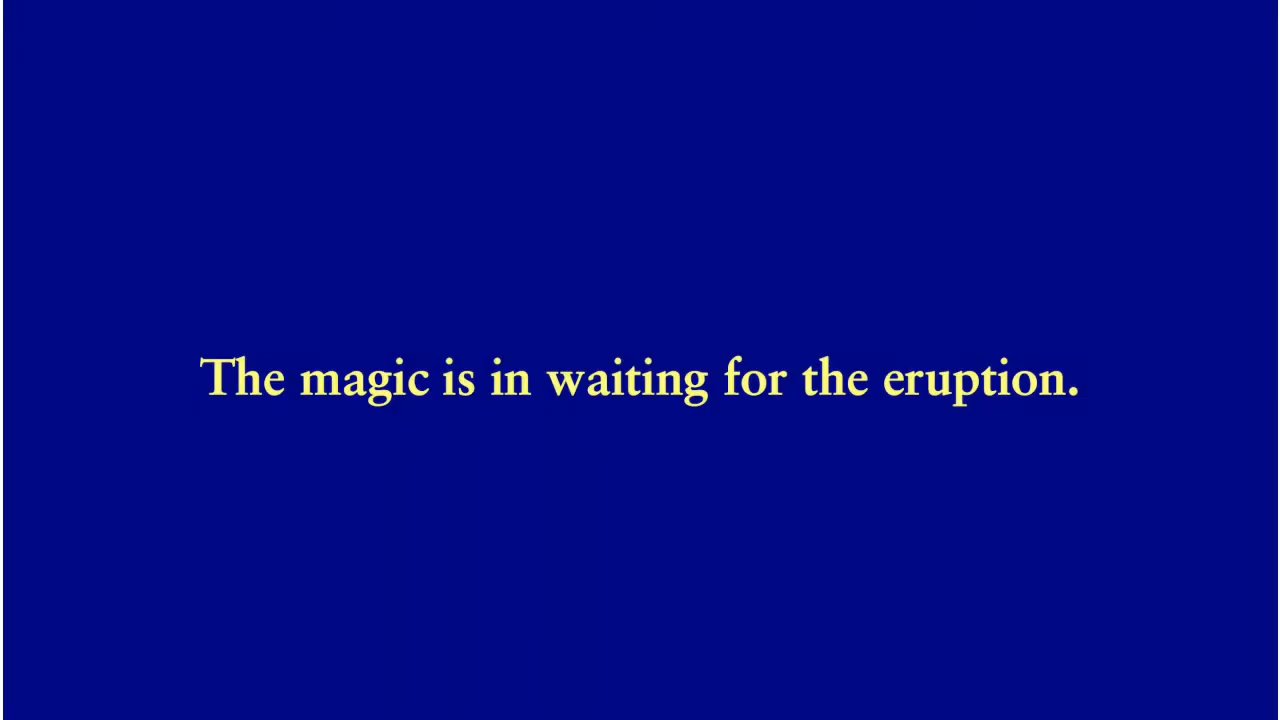 The magic is in waiting for the eruption.